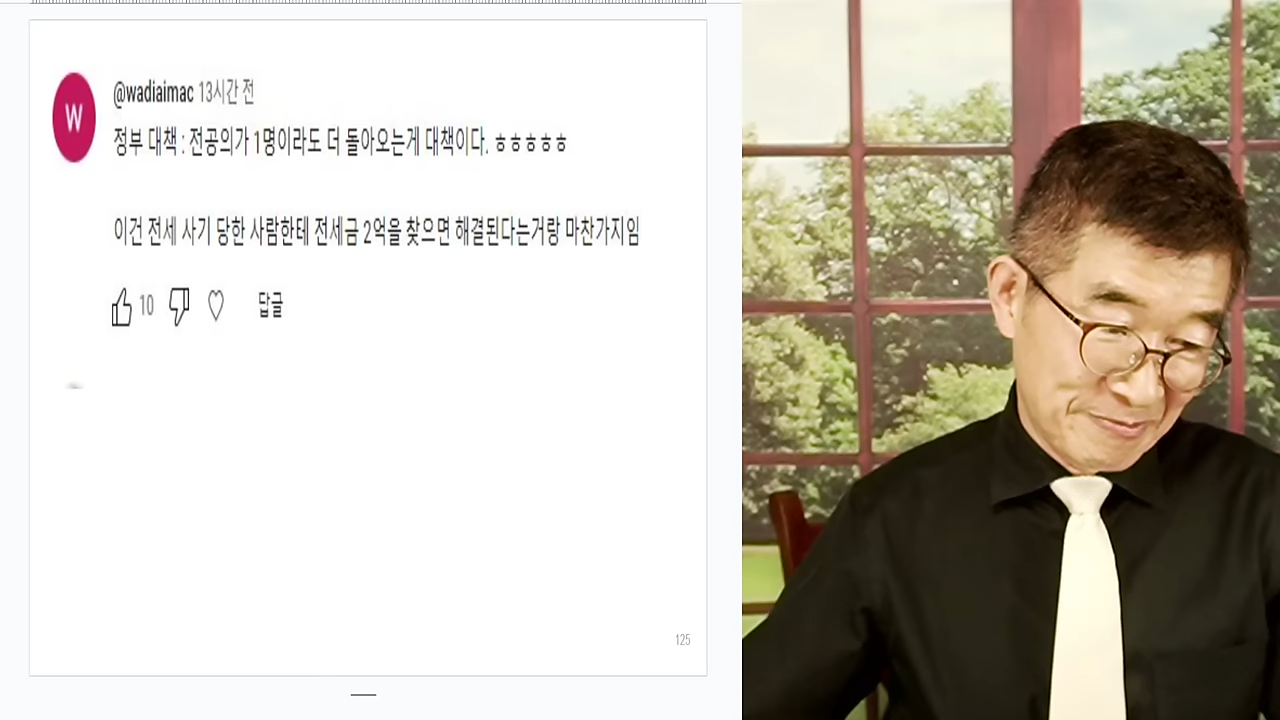 W
@wadiaimac 13시간 전
정부 대책 : 전공의가 1명이라도 더 돌아오는게 대책이다. ㅎㅎㅎㅎㅎ
이건 전세 사기 당한 사람한테 전세금 2억을 찾으면 해결된다는거랑 마찬가지임
10 답글
125